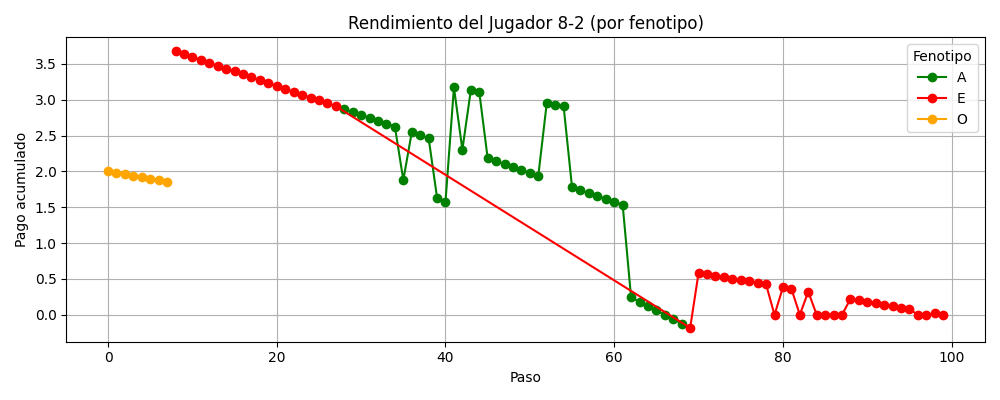 Rendimiento del Jugador 8-2 (por fenotipo)
Pago acumulado
3.5
3.0
2.5
2.0
1.5
1.0
0.5
0.0
Fenotipo
A
E
O
0 20 40 60 80 100
Paso